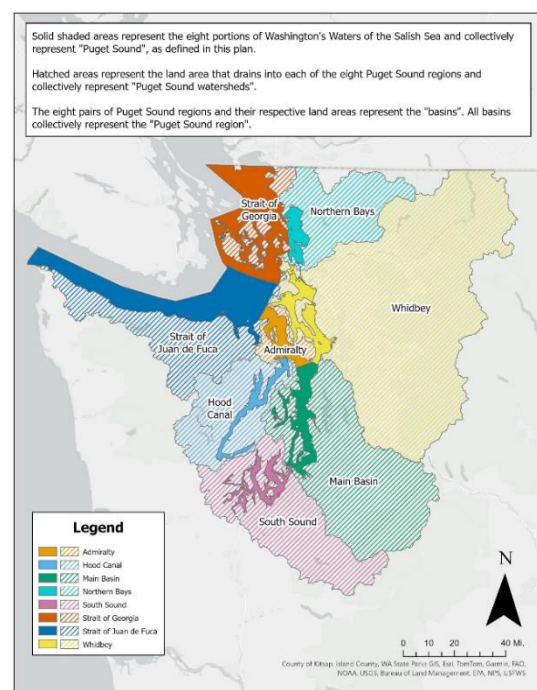 Solid shaded areas represent the eight portions of Washington's Waters of the Salish Sea and collectively
represent "Puget Sound", as defined in this plan.
Hatched areas represent the land area that drains into each of the eight Puget Sound regions and
collectively represent "Puget Sound watersheds".
The eight pairs of Puget Sound regions and their respective land areas represent the "basins". All basins
collectively represent the "Puget Sound region".
Strait of
Georgia
Northern Bays
Whidbey
Strait of
Juan de Fuca
Admiralty
Hood
Canal
Main Basin
South Sound
Legend
Admiralty
Hood Canal
Main Basin
Northern Bays
South Sound
Strait of Georgia
Strait of Juan de Fuca
Whidbey
N
0 10 20 40 Mi.
County of Kitsap, Island County, WA State Parks GIS, Esri, TomTom, Garmin, FAO,
NOAA, USGS, Bureau of Land Management, EPA, NPS, USFWS